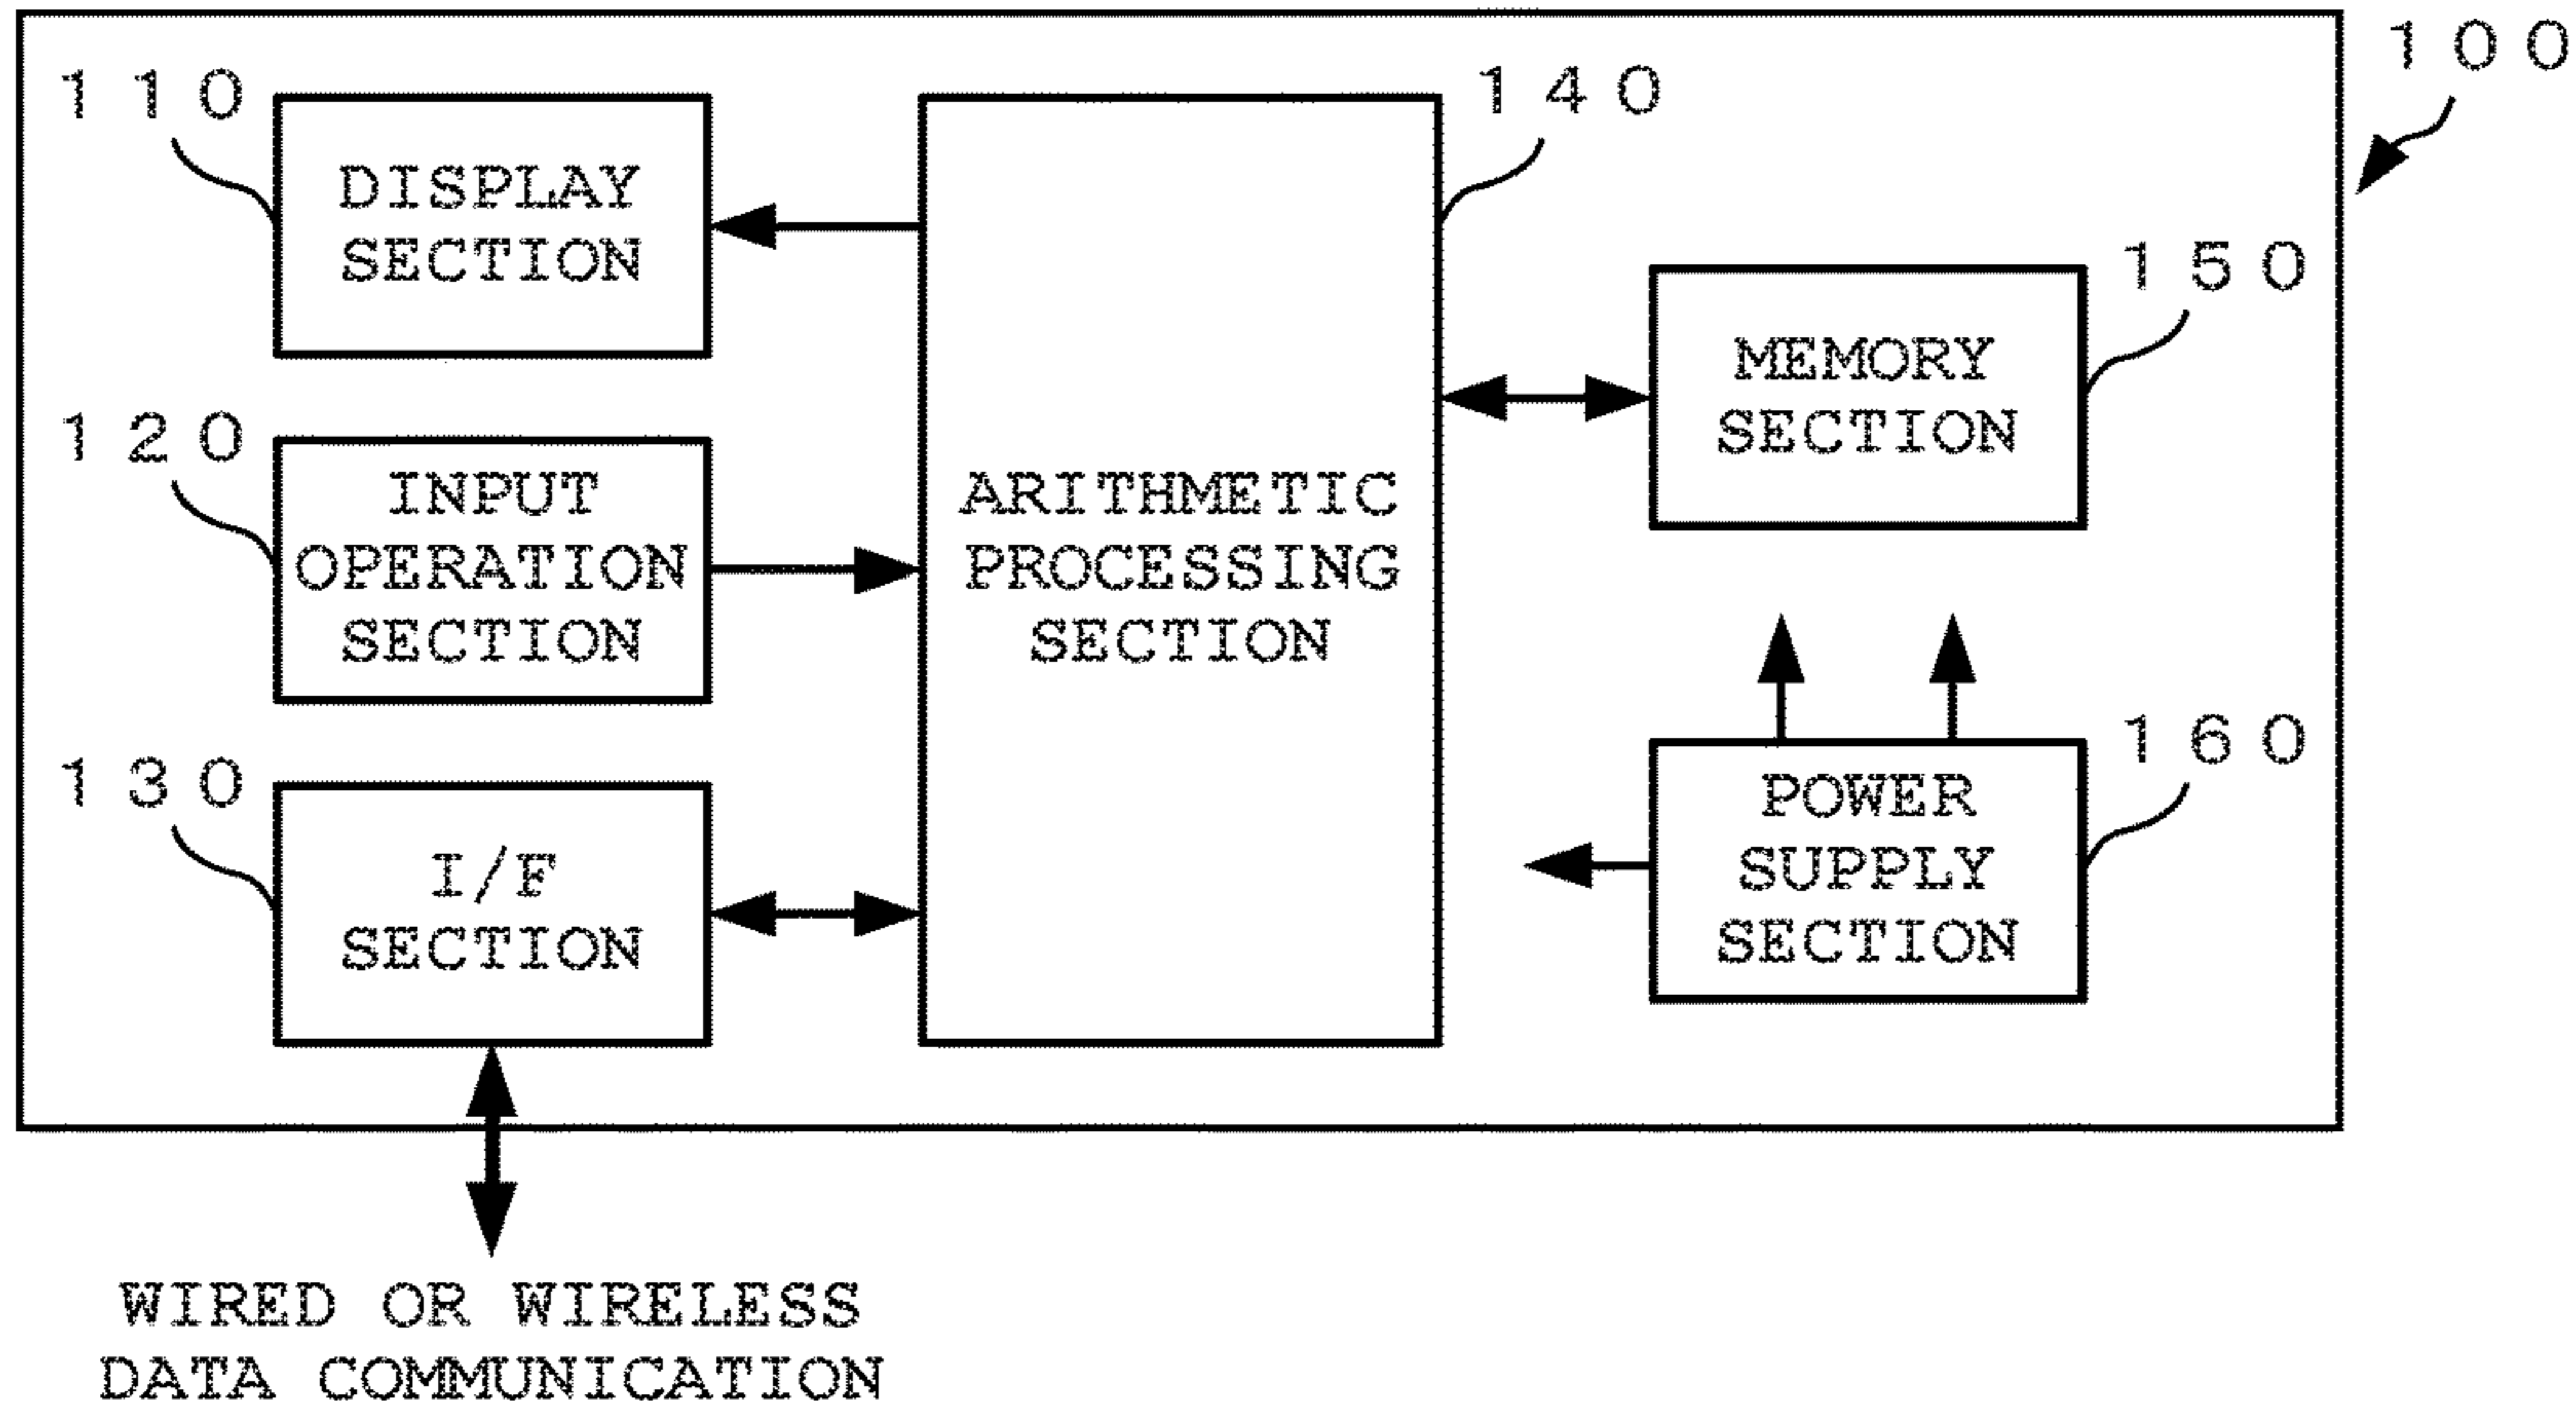 100
110
DISPLAY
SECTION
140
150
MEMORY
SECTION
120
INPUT
OPERATION
SECTION
ARITHMETIC
PROCESSING
SECTION
130
I/F
SECTION
160
POWER
SUPPLY
SECTION
WIRED OR WIRELESS
DATA COMMUNICATION